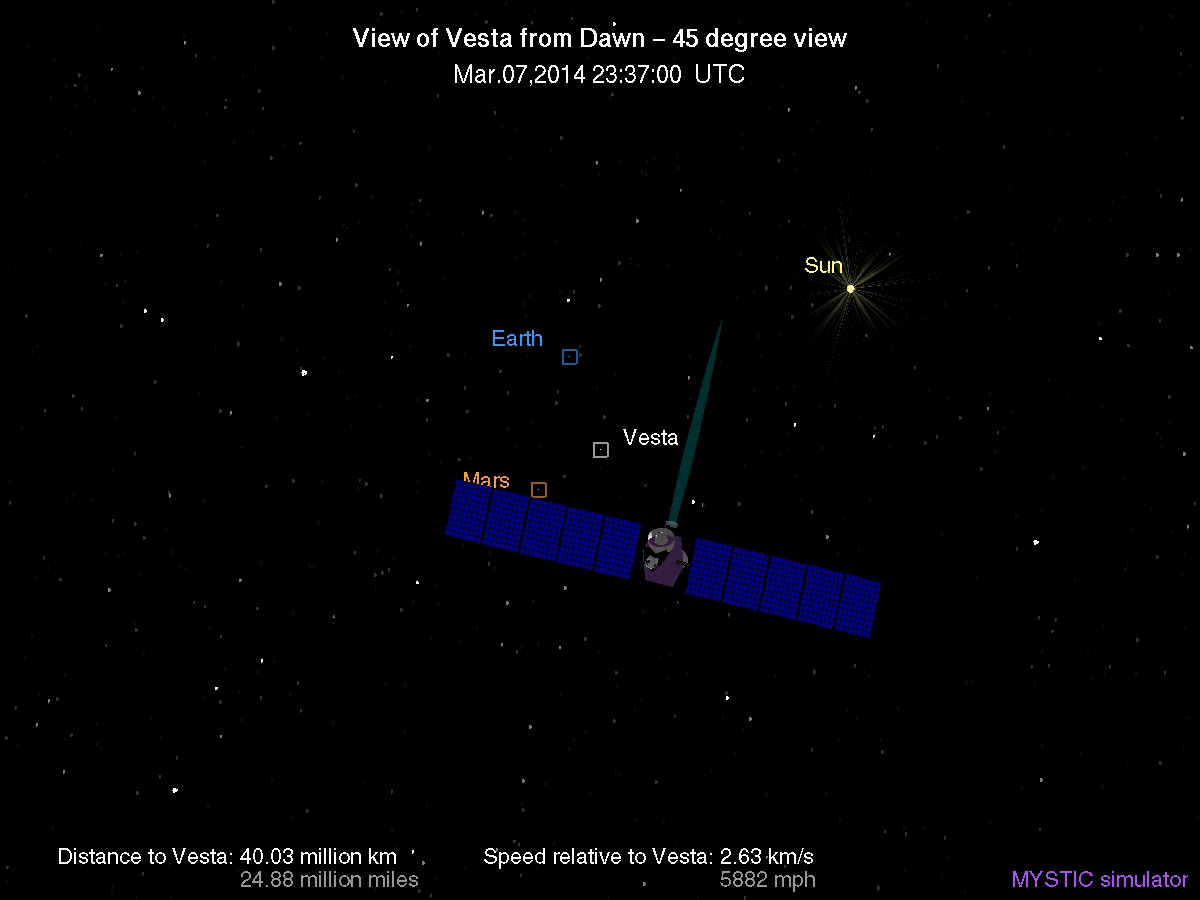 View of Vesta from Dawn – 45 degree view
Mar.07,2014 23:37:00 UTC
Sun
Earth
Vesta
Mars
Distance to Vesta: 40.03 million km
24.88 million miles
Speed relative to Vesta: 2.63 km/s
5882 mph
MYSTIC simulator